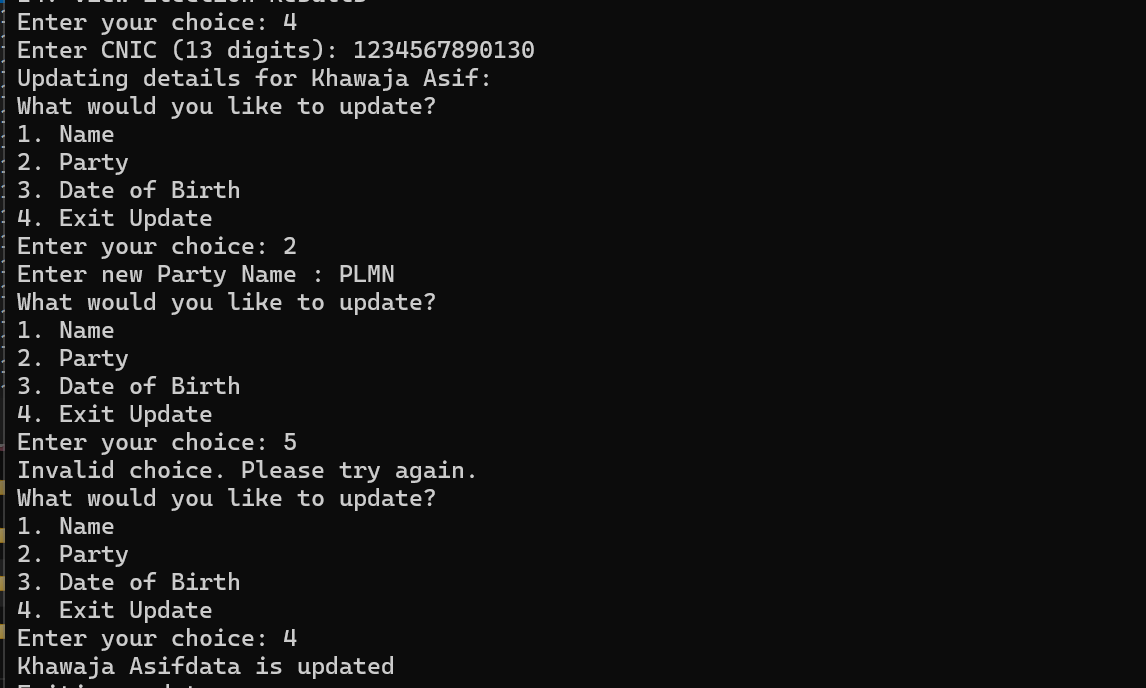 Enter your choice: 4
Enter CNIC (13 digits): 1234567890130
Updating details for Khawaja Asif:
What would you like to update?
1. Name
2. Party
3. Date of Birth
4. Exit Update
Enter your choice: 2
Enter new Party Name : PLMN
What would you like to update?
1. Name
2. Party
3. Date of Birth
4. Exit Update
Enter your choice: 5
Invalid choice. Please try again.
What would you like to update?
1. Name
2. Party
3. Date of Birth
4. Exit Update
Enter your choice: 4
Khawaja Asifdata is updated